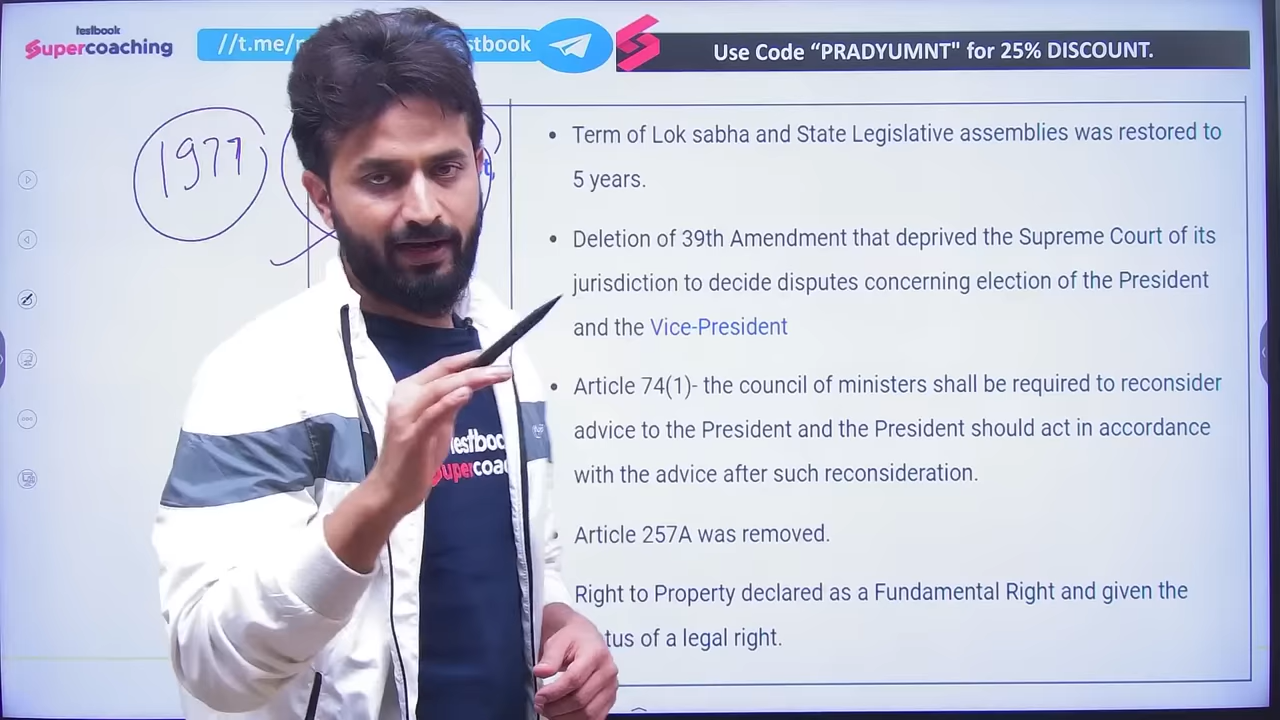 testbook
Supercoaching
//t.me/
stbook
Use Code “PRADYUMNT" for 25% DISCOUNT.
1977
t,
• Term of Lok sabha and State Legislative assemblies was restored to
5 years.
• Deletion of 39th Amendment that deprived the Supreme Court of its
jurisdiction to decide disputes concerning election of the President
and the Vice-President
• Article 74(1)- the council of ministers shall be required to reconsider
advice to the President and the President should act in accordance
with the advice after such reconsideration.
• Article 257A was removed.
Right to Property declared as a Fundamental Right and given the
tus of a legal right.
testboo
Supercoac